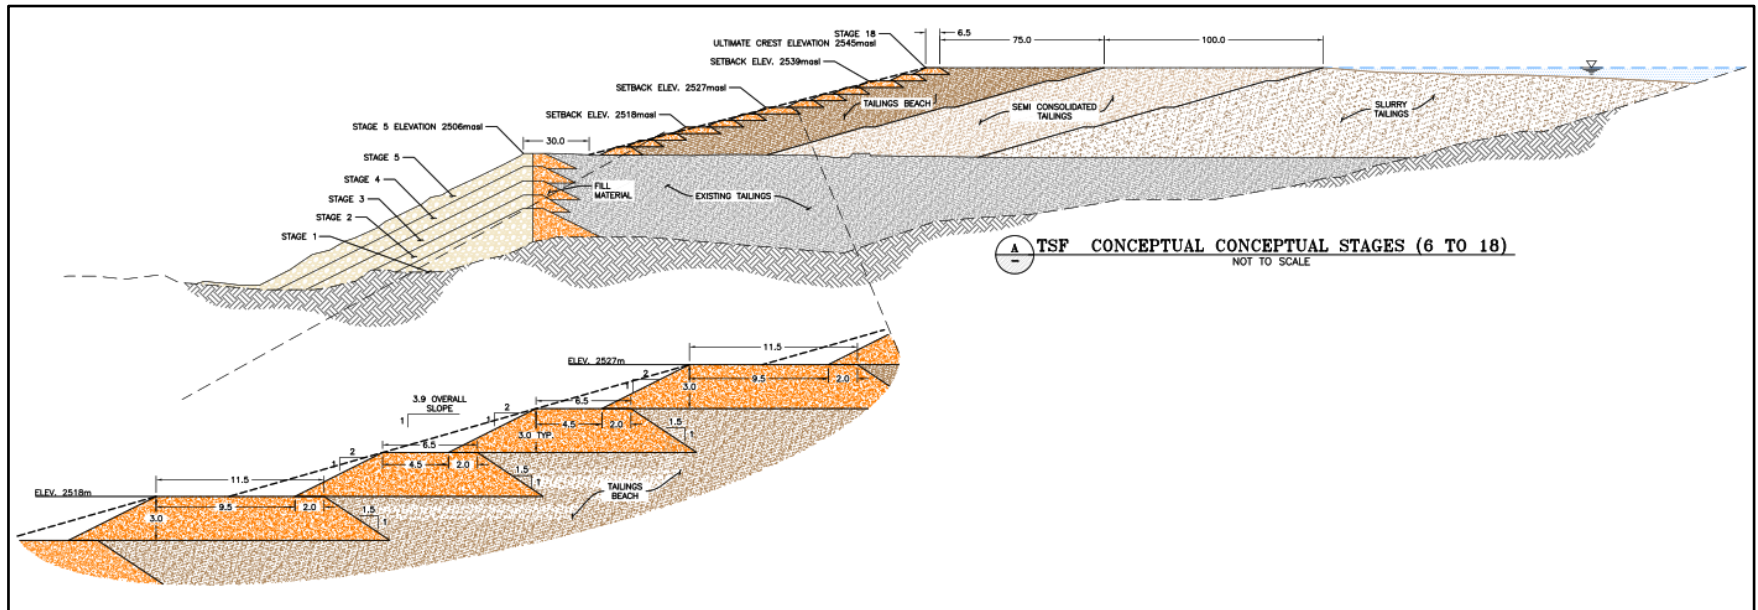 STAGE 18
ULTIMATE CREST ELEVATION 2545masl
6.5
75.0
100.0
SETBACK ELEV. 2539masl
SETBACK ELEV. 2527masl
SETBACK ELEV. 2518masl
STAGE 5 ELEVATION 2506masl
30.0
TAILINGS BEACH
SEMI CONSOLIDATED
TAILINGS
SLURRY
TAILINGS
STAGE 5
STAGE 4
STAGE 3
STAGE 2
STAGE 1
FILL
MATERIAL
EXISTING TAILINGS
A
-
TSF CONCEPTUAL CONCEPTUAL STAGES (6 TO 18)
NOT TO SCALE
11.5
ELEV. 2527m
2
1
3.0
9.5
2.0
3.9 OVERALL
SLOPE
1
6.5
2
1
4.5
2.0
3.0 TYP.
1.5
1
6.5
2
1
4.5
2.0
1.5
1
11.5
ELEV. 2518m
9.5
2.0
3.0
1.5
1
TAILINGS
BEACH